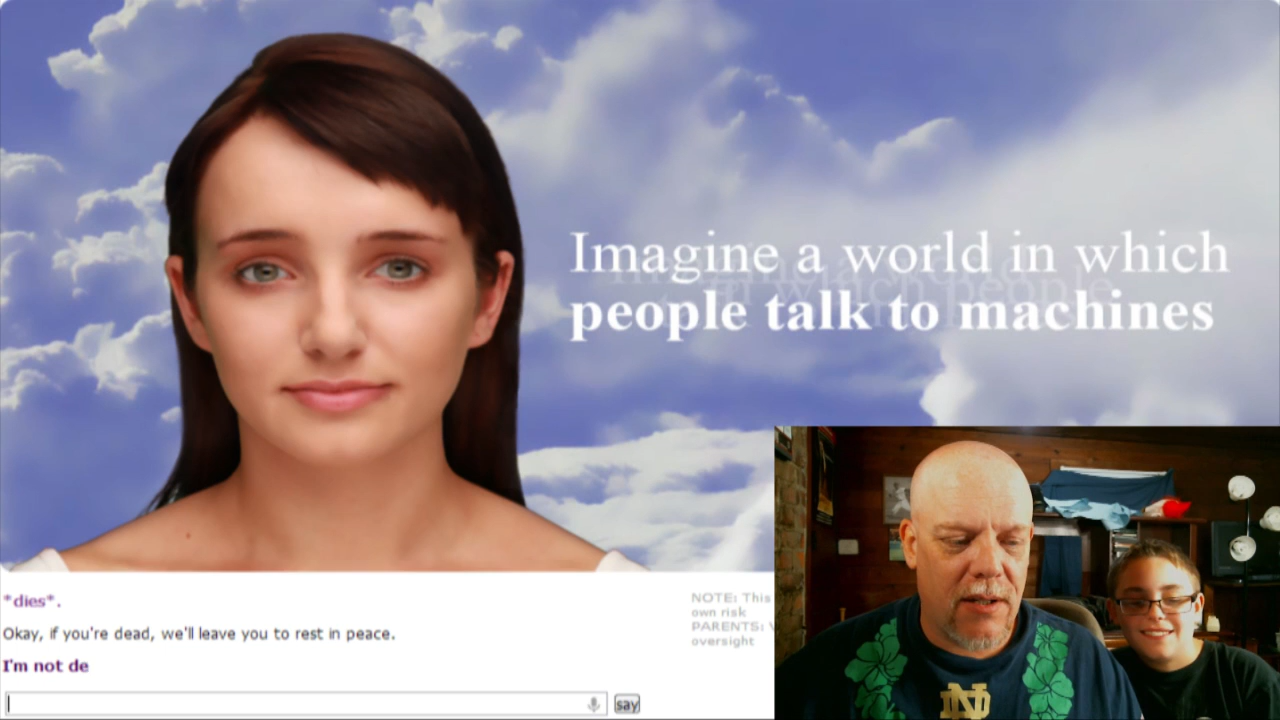 Imagine a world in which
people talk to machines
*dies*.
Okay, if you're dead, we'll leave you to rest in peace.
I'm not de
say
NOTE: This
own risk
PARENTS:
oversight
ND